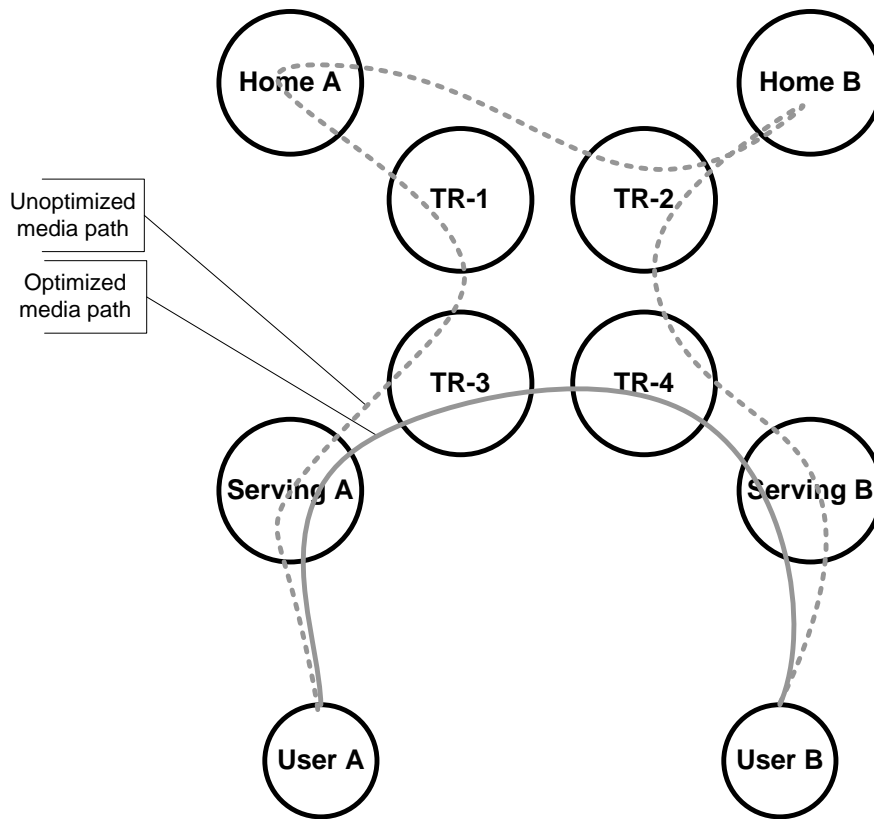 Home A
Home B
TR-1
TR-2
Unoptimized
media path
Optimized
media path
TR-3
TR-4
Serving A
Serving B
User A
User B